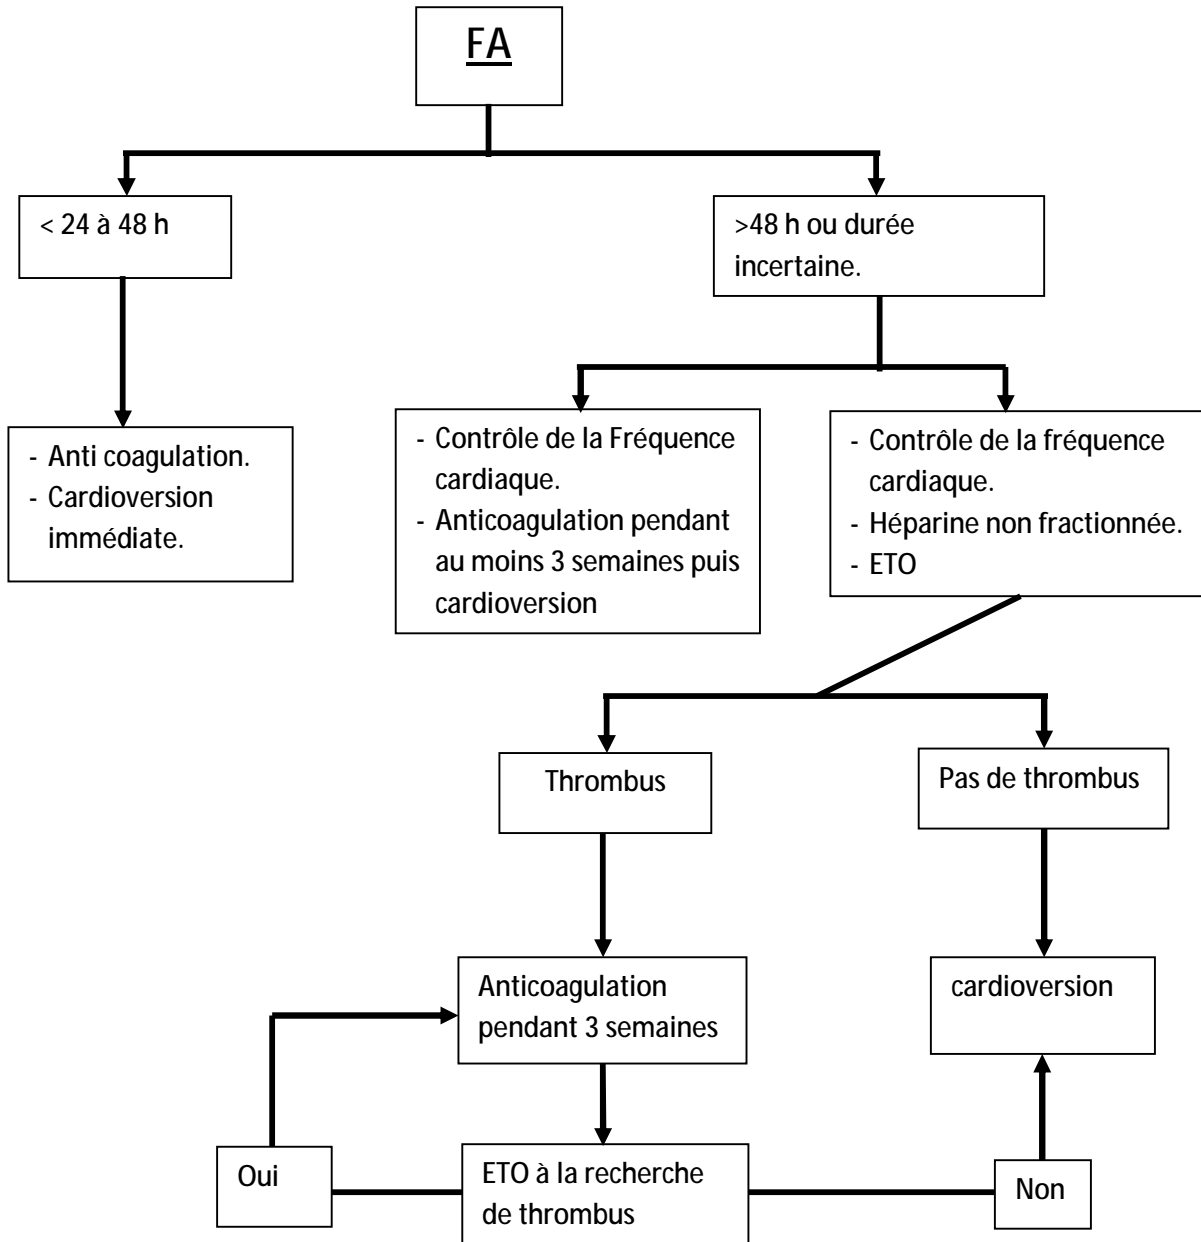 FA
< 24 à 48 h
>48 h ou durée
incertaine.
- Anti coagulation.
- Cardioversion
immédiate.
- Contrôle de la Fréquence
cardiaque.
- Anticoagulation pendant
au moins 3 semaines puis
cardioversion
- Contrôle de la fréquence
cardiaque.
- Héparine non fractionnée.
- ETO
Thrombus
Pas de thrombus
Anticoagulation
pendant 3 semaines
cardioversion
Oui
ETO à la recherche
de thrombus
Non